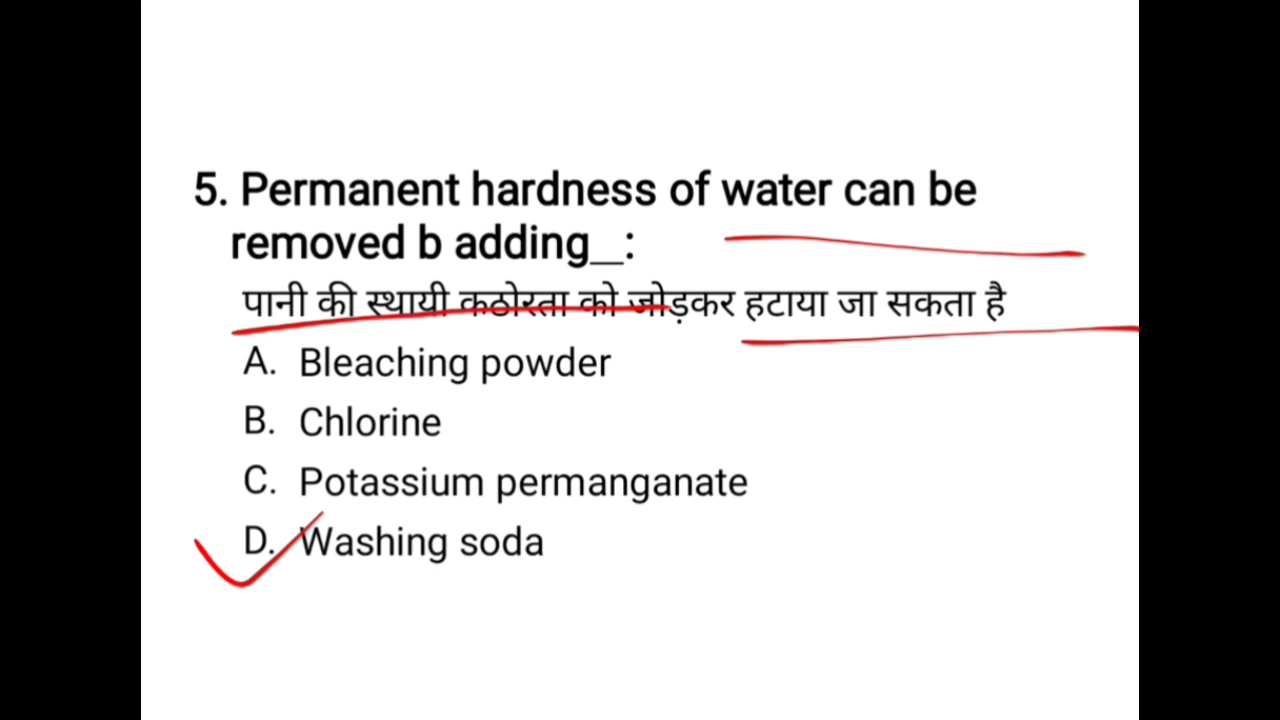 5. Permanent hardness of water can be
removed b adding__:
पानी की स्थायी कठोरता को जोड़कर हटाया जा सकता है
A. Bleaching powder
B. Chlorine
C. Potassium permanganate
D. Washing soda